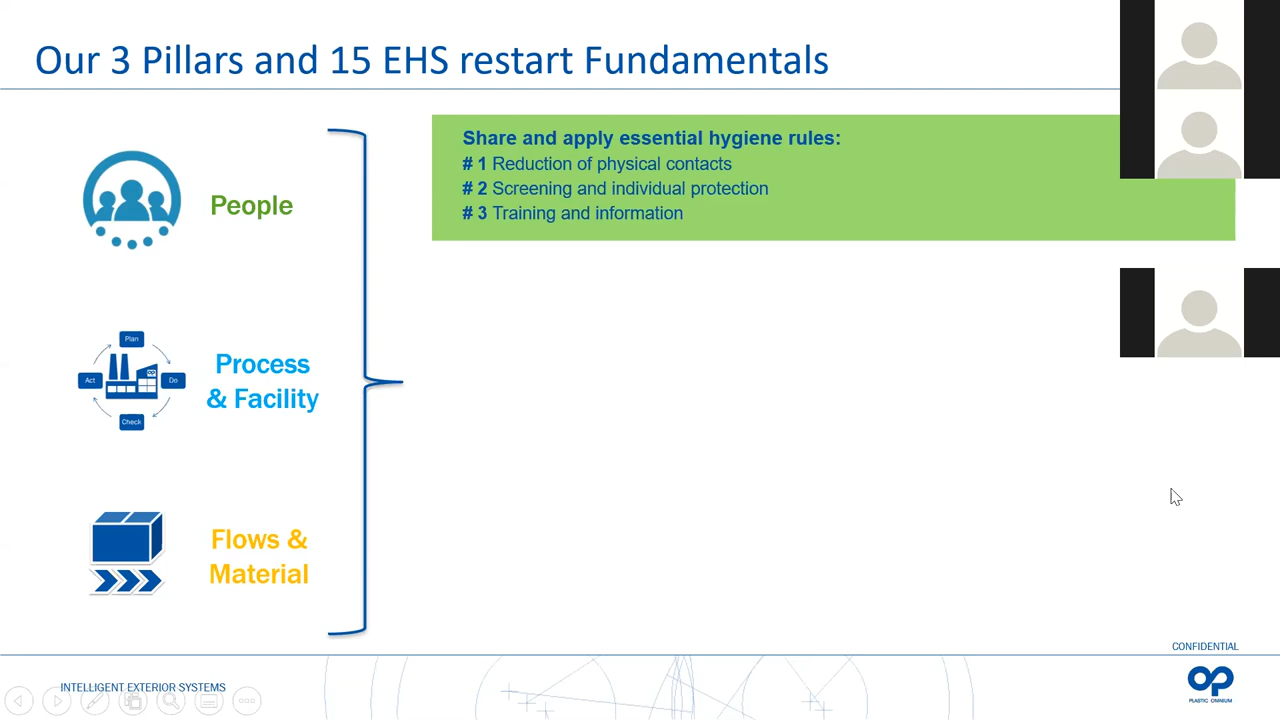 Our 3 Pillars and 15 EHS restart Fundamentals
People
Share and apply essential hygiene rules:
# 1 Reduction of physical contacts
# 2 Screening and individual protection
# 3 Training and information
Plan
Act
Do
Check
Process
& Facility
Flows &
Material
CONFIDENTIAL
INTELLIGENT EXTERIOR SYSTEMS
PLASTIC OMNIUM